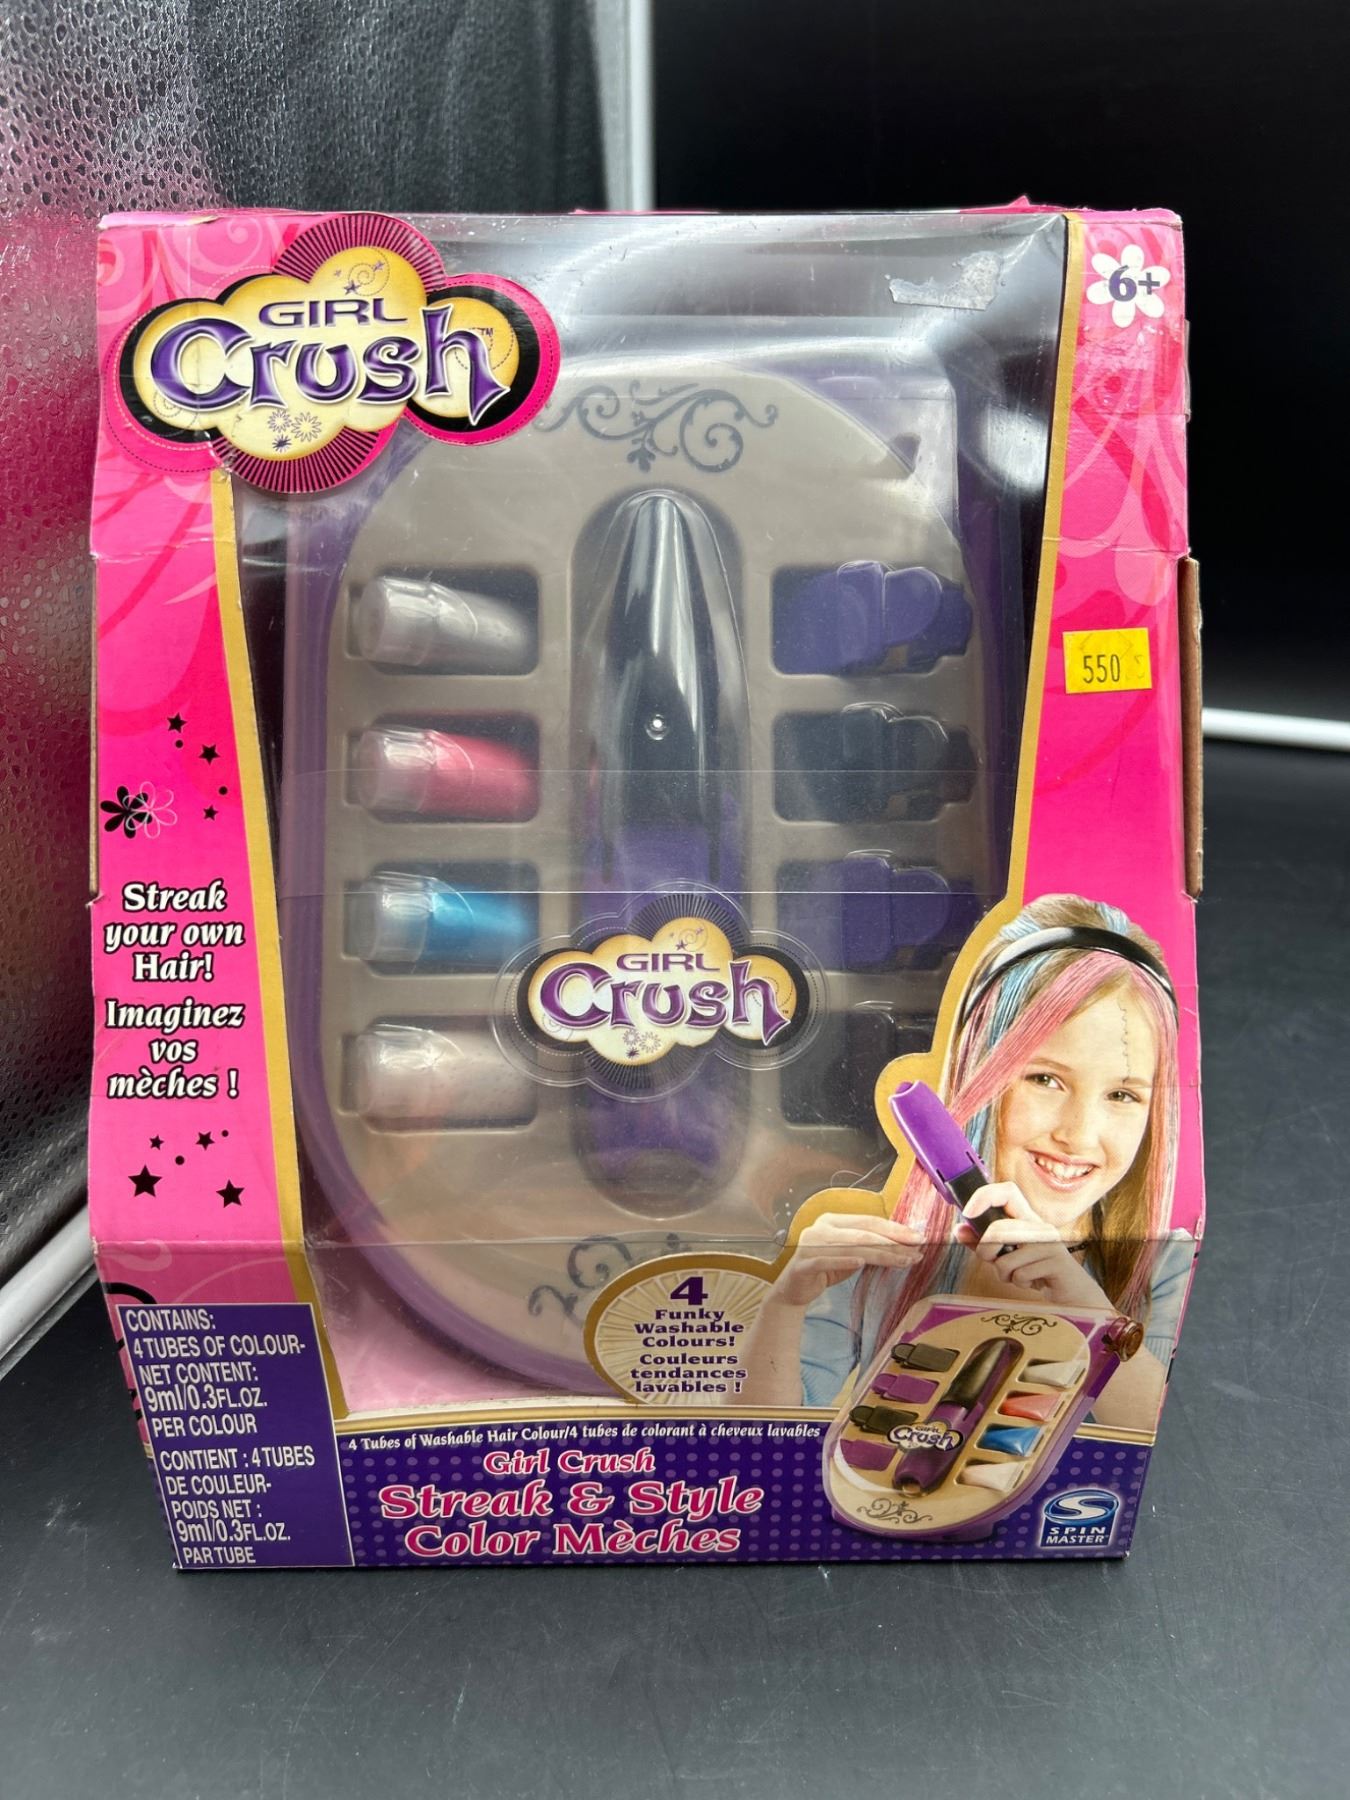 GIRL
Crush™
6+
550
Streak
your own
Hair!
Imaginez
vos
mèches !
GIRL
Crush™
4
Funky
Washable
Colours!
Couleurs
tendances
lavables !
CONTAINS:
4 TUBES OF COLOUR-
NET CONTENT:
9ml/0.3FL.OZ.
PER COLOUR
CONTIENT : 4 TUBES
DE COULEUR-
POIDS NET :
9ml/0.3FL.OZ.
PAR TUBE
4 Tubes of Washable Hair Colour/4 tubes de colorant à cheveux lavables
Girl Crush
Streak & Style
Color Mèches
GIRL
Crush
SPIN
MASTER